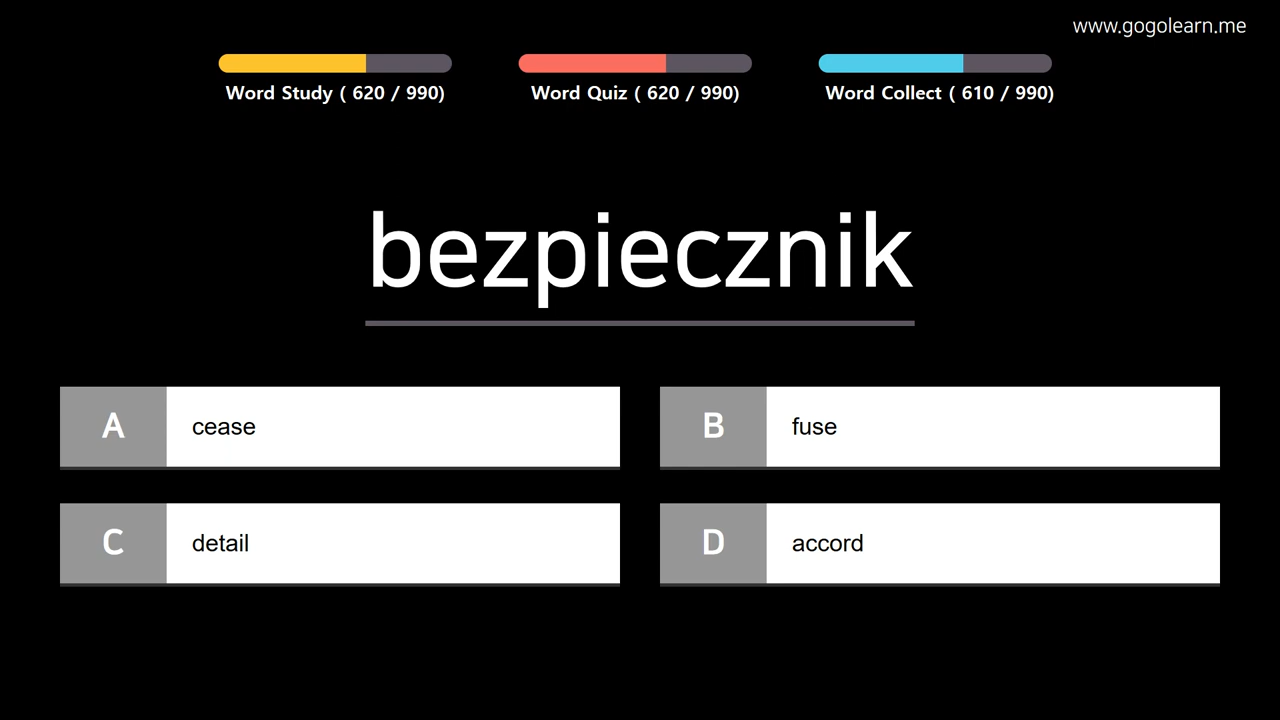 www.gogolearn.me
Word Study ( 620 / 990)
Word Quiz ( 620 / 990)
Word Collect ( 610 / 990)
bezpiecznik
A cease
B fuse
C detail
D accord